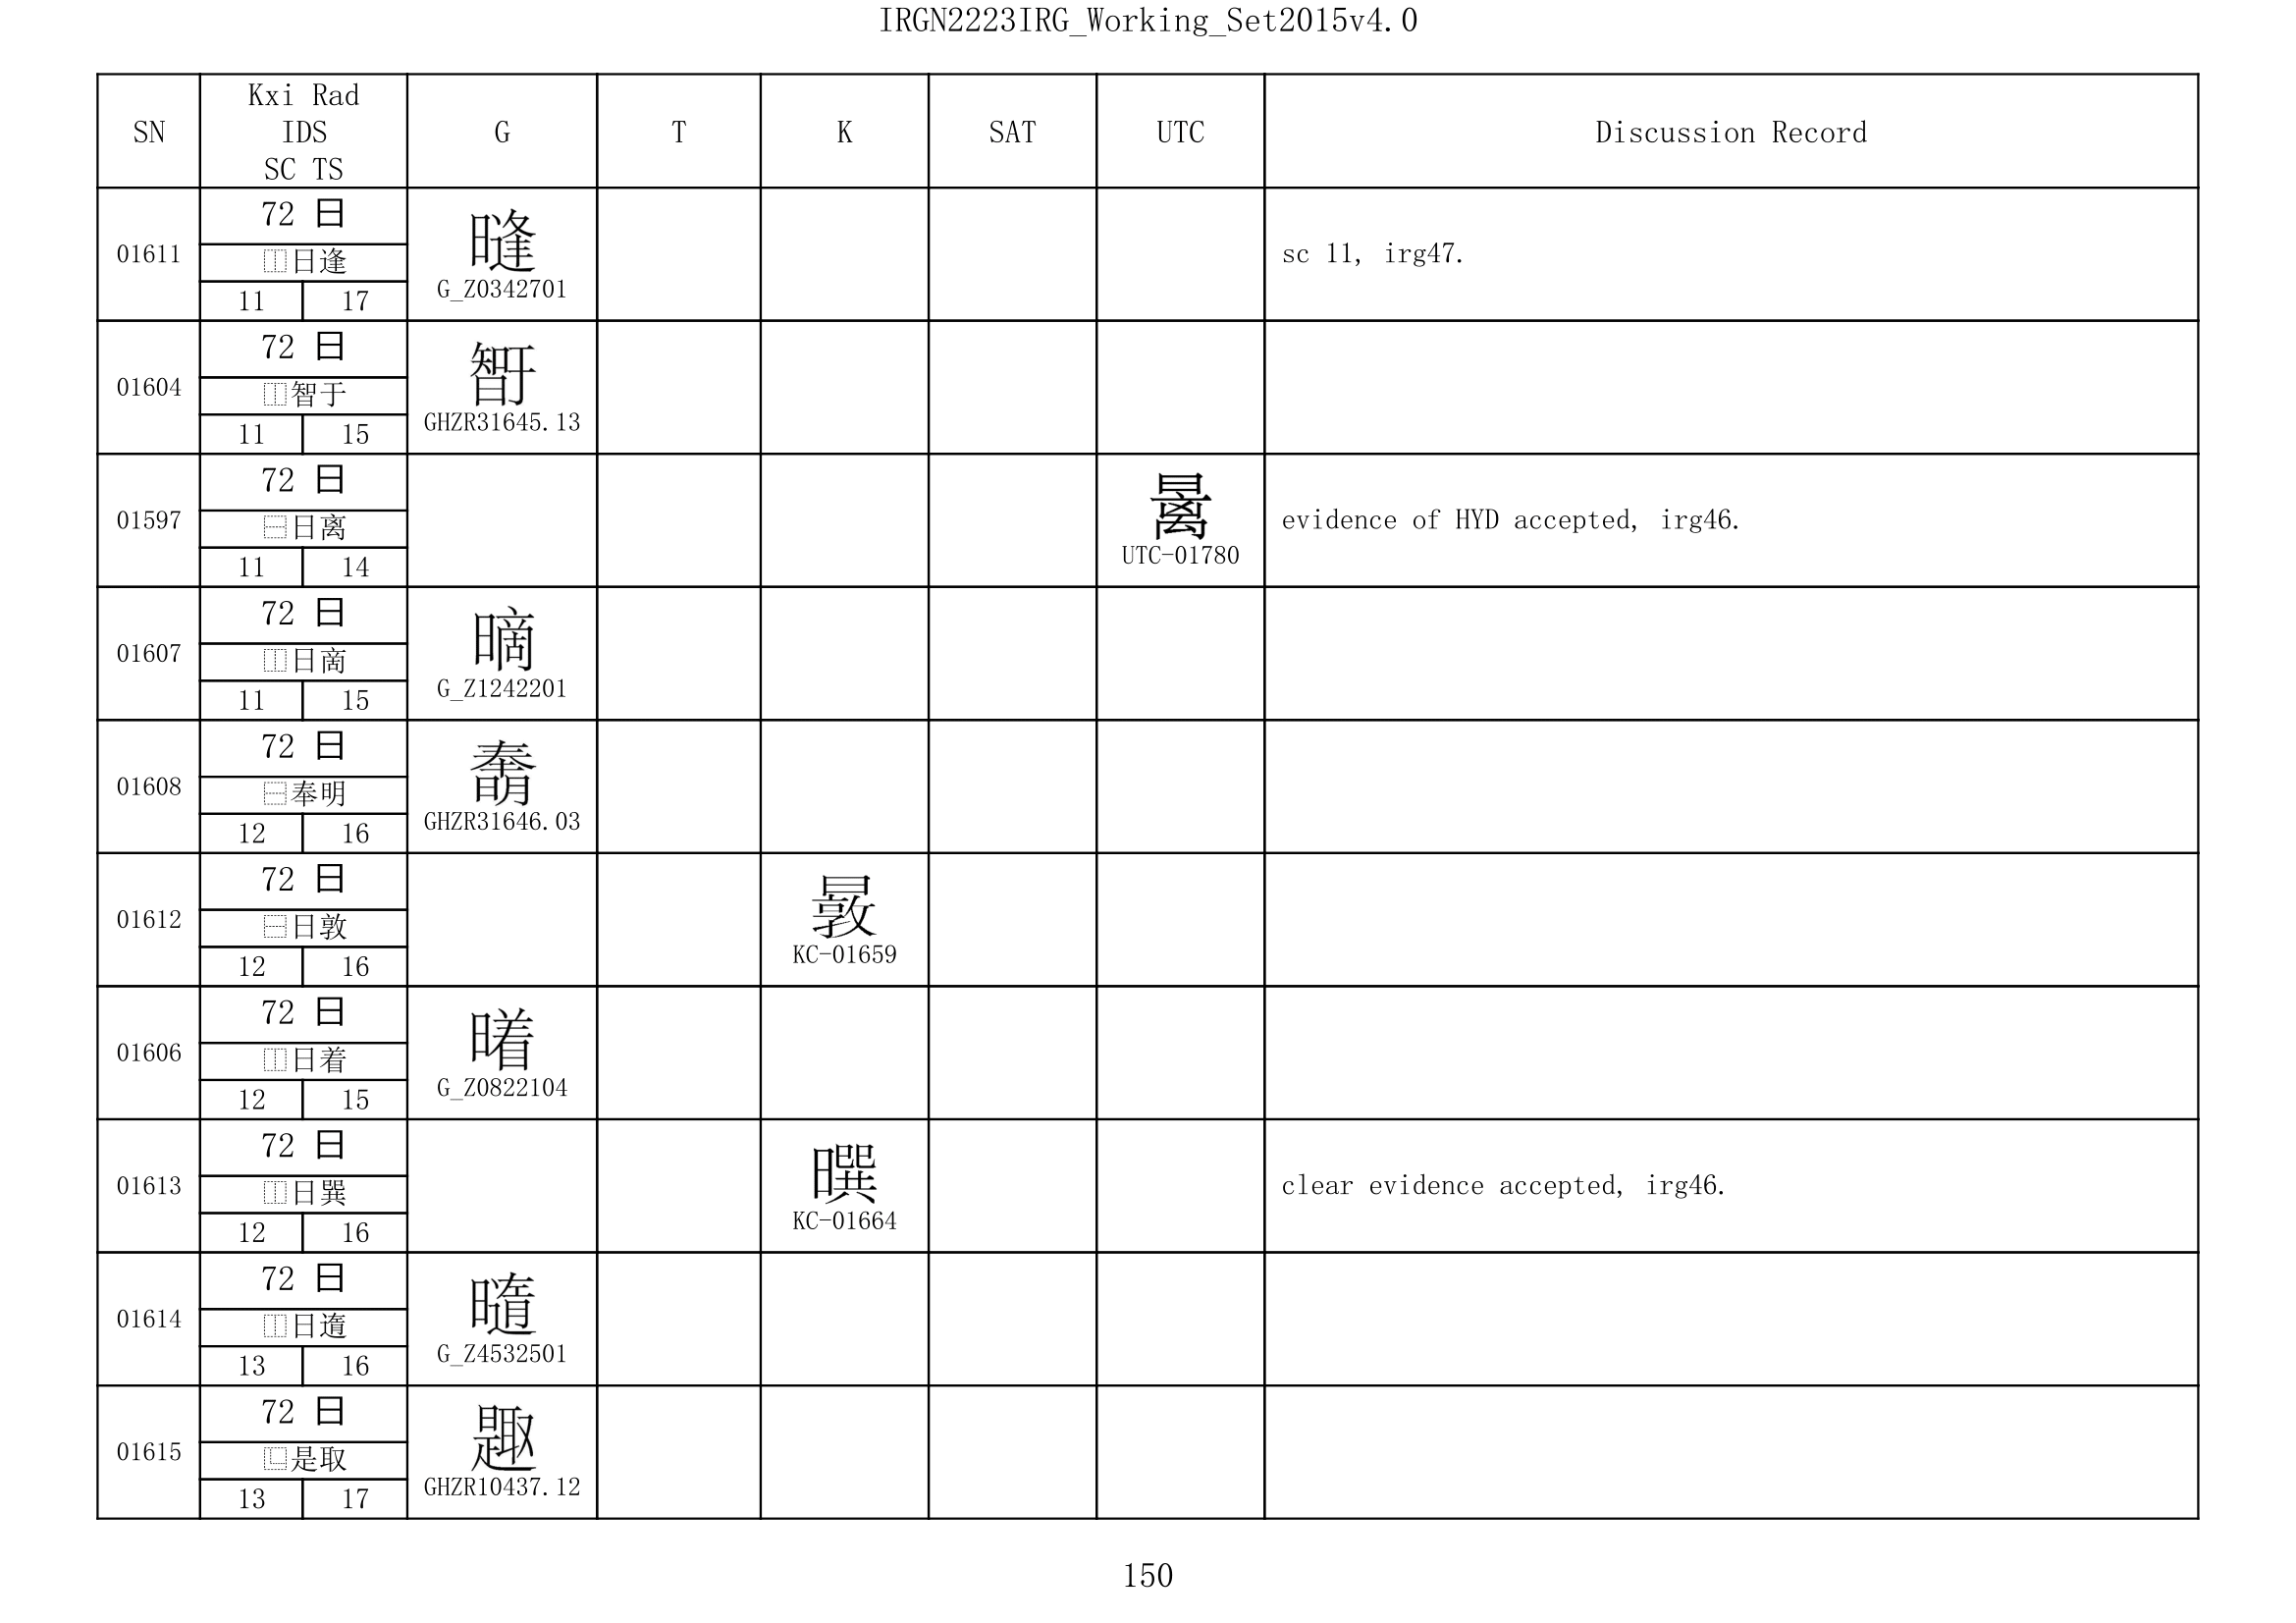 IRGN2223IRG_Working_Set2015v4.0
SN Kxi Rad IDS SC TS G T K SAT UTC Discussion Record
01611
72 日
⿰日逢
11 17
G_Z0342701
sc 11, irg47.
01604
72 日
⿰智于
11 15
GHZR31645.13
01597
72 日
⿱日离
11 14
UTC-01780
evidence of HYD accepted, irg46.
01607
72 日
⿰日啇
11 15
G_Z1242201
01608
72 日
⿱奉明
12 16
GHZR31646.03
01612
72 日
⿱日敦
12 16
KC-01659
01606
72 日
⿰日着
12 15
G_Z0822104
01613
72 日
⿰日巽
12 16
KC-01664
clear evidence accepted, irg46.
01614
72 日
⿰日
13 16
G_Z4532501
01615
72 日
⿺是取
13 17
GHZR10437.12
150